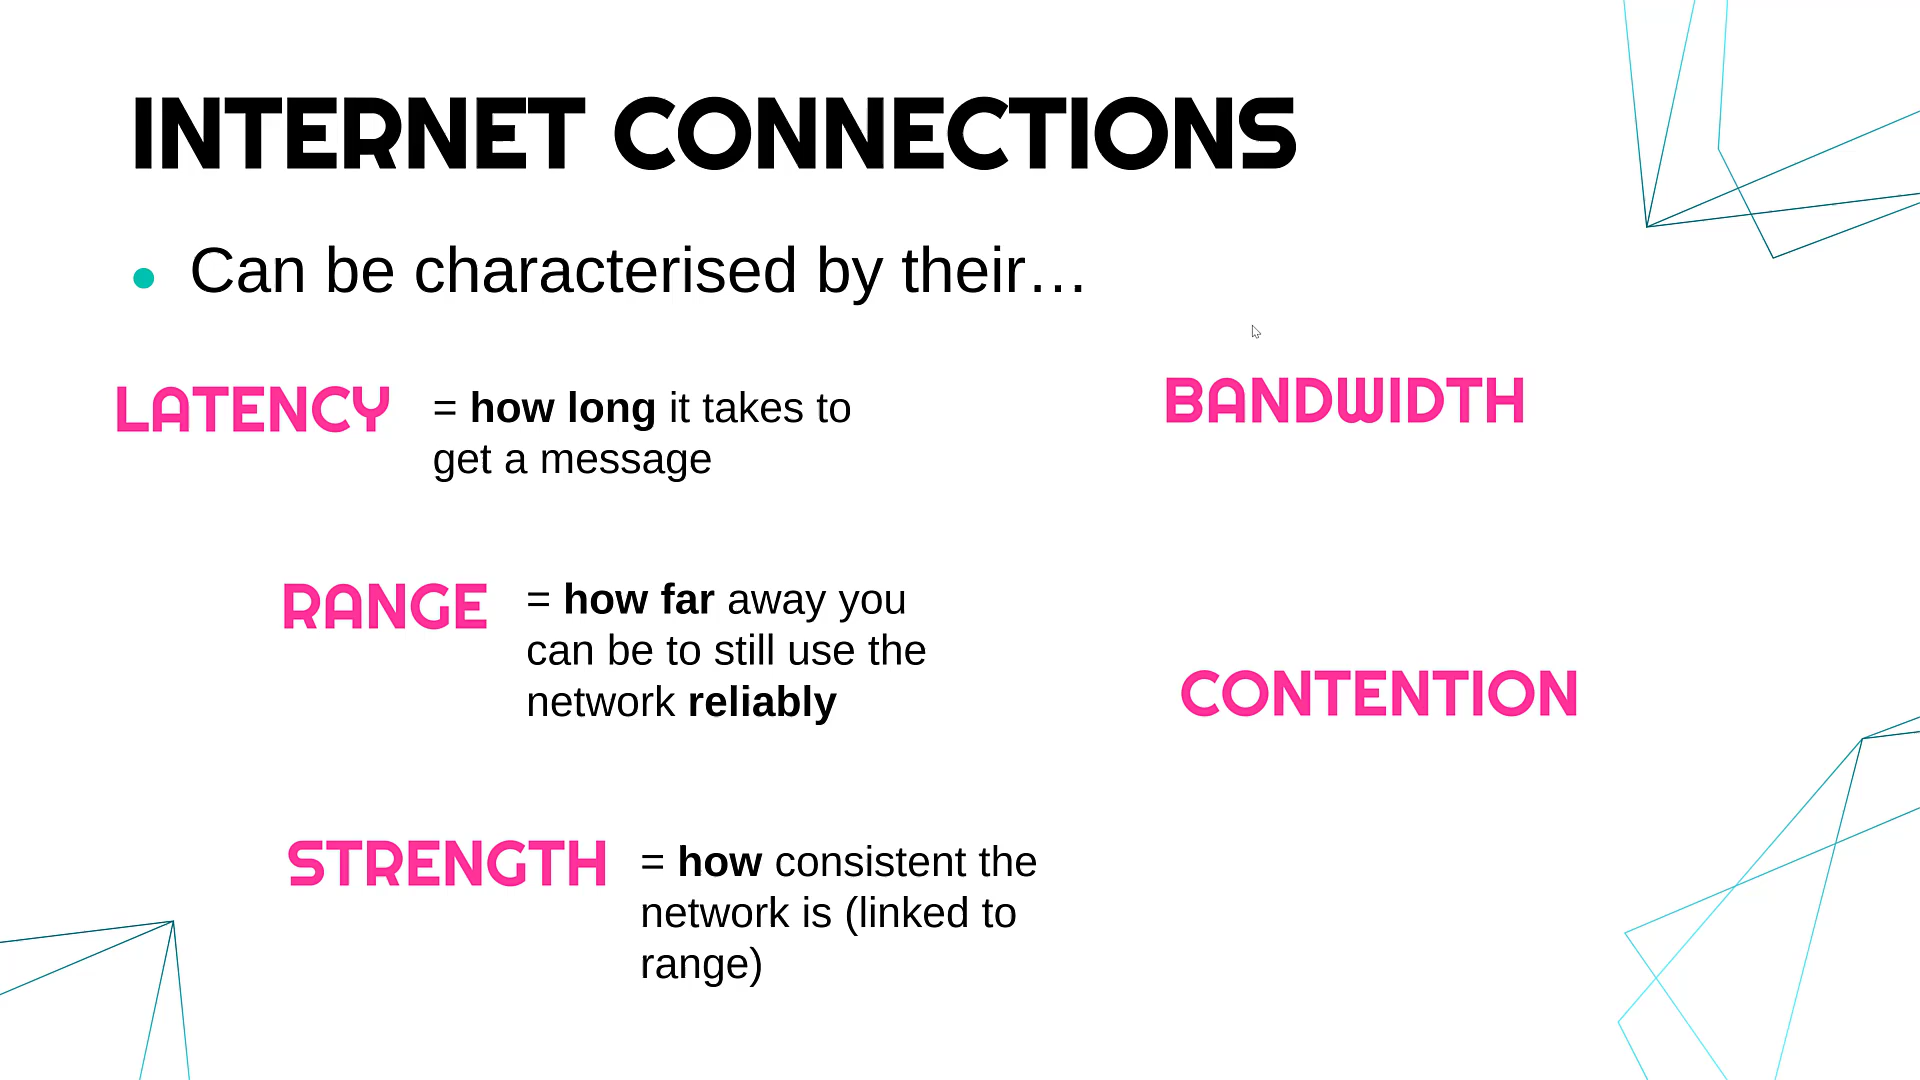 INTERNET CONNECTIONS
• Can be characterised by their…
LATENCY
= how long it takes to
get a message
RANGE
= how far away you
can be to still use the
network reliably
STRENGTH
= how consistent the
network is (linked to
range)
BANDWIDTH
CONTENTION